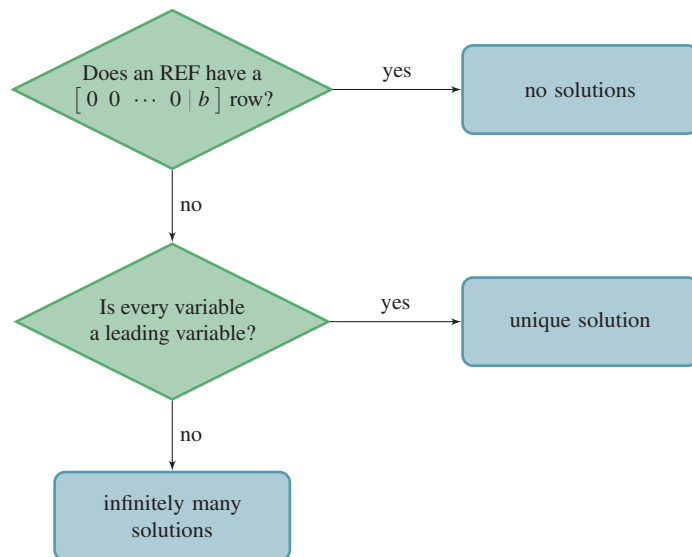 Does an REF have a
[ 0 0 ⋯ 0 | b ] row?
yes
no solutions
no
Is every variable
a leading variable?
yes
unique solution
no
infinitely many
solutions